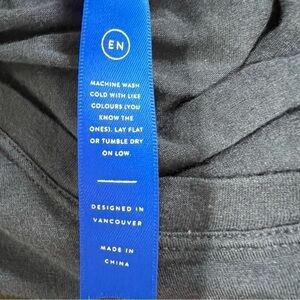 EN
MACHINE WASH
COLD WITH LIKE
COLOURS (YOU
KNOW THE
ONES). LAY FLAT
OR TUMBLE DRY
ON LOW.
DESIGNED IN
VANCOUVER
MADE IN
CHINA